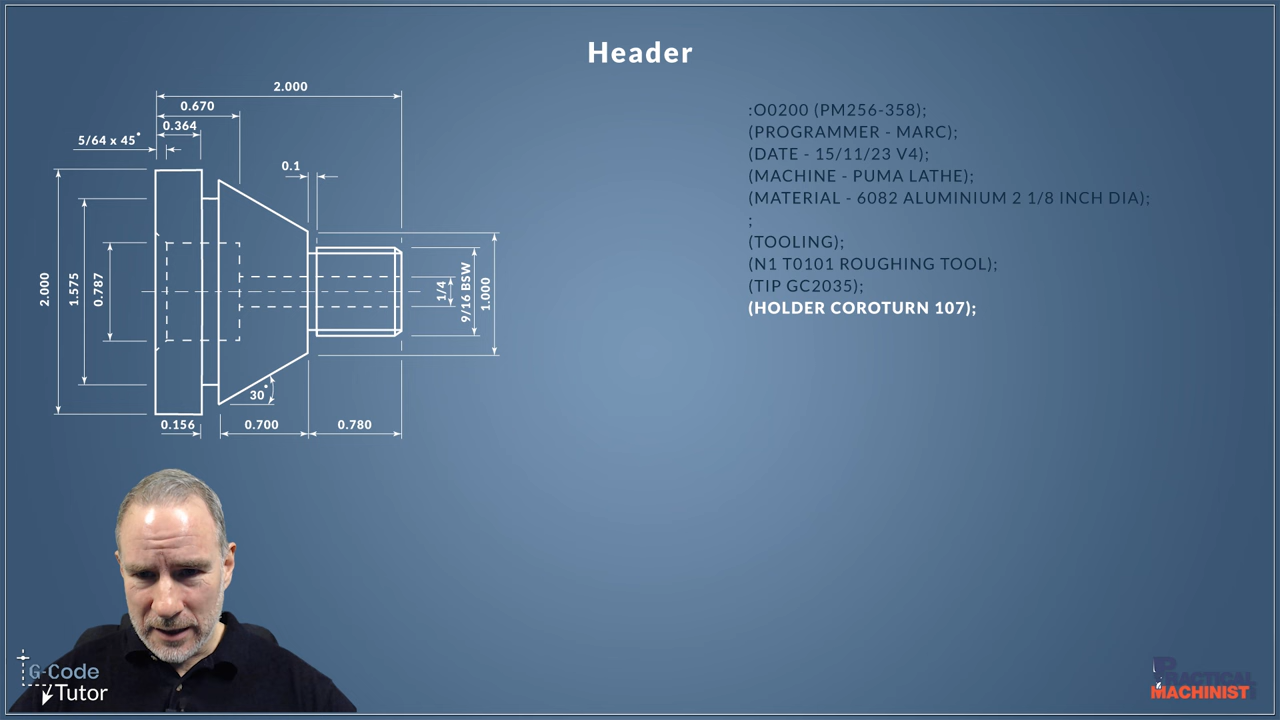 Header
2.000
0.670
0.364
5/64 x 45°
0.1
2.000
1.575
0.787
1/4
9/16 BSW
1.000
30°
0.156
0.700
0.780
:O0200 (PM256-358);
(PROGRAMMER - MARC);
(DATE - 15/11/23 V4);
(MACHINE - PUMA LATHE);
(MATERIAL - 6082 ALUMINIUM 2 1/8 INCH DIA);
;
(TOOLING);
(N1 T0101 ROUGHING TOOL);
(TIP GC2035);
(HOLDER COROTURN 107);
G-Code
Tutor
PRACTICAL
MACHINIST